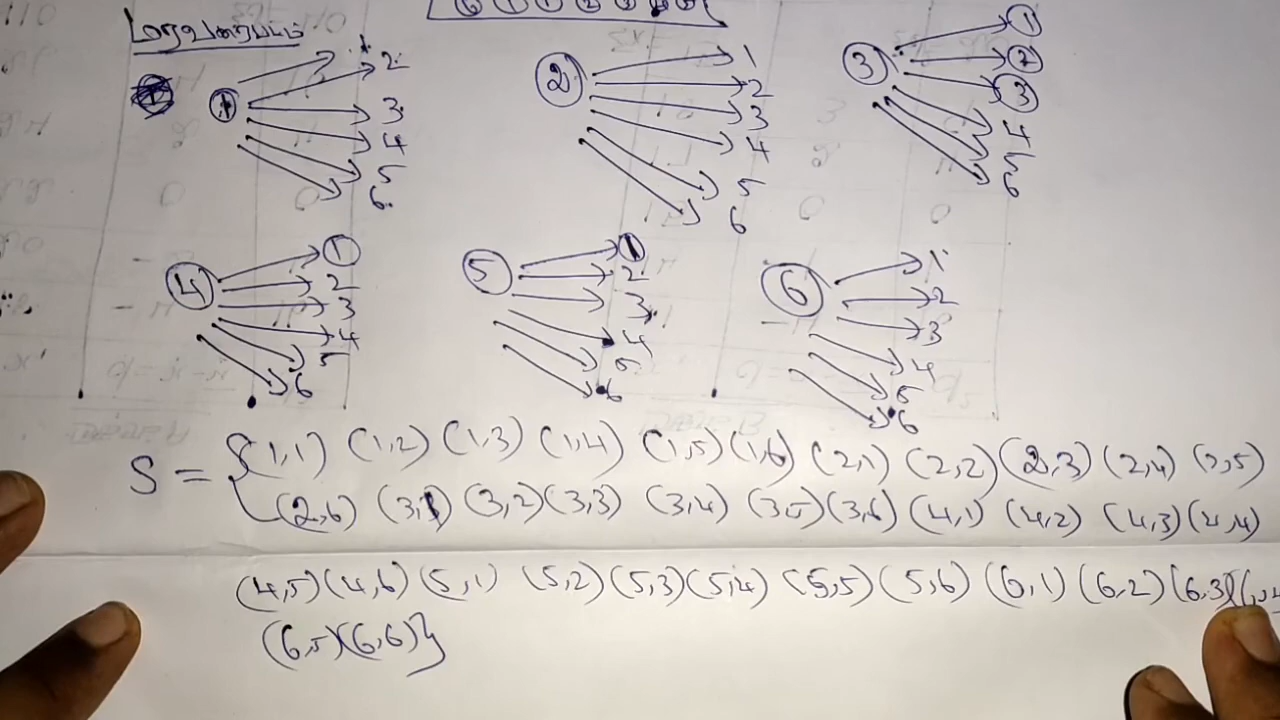 மரவரைபடம்
1 1 2 3 4 5 6
2 1 2 3 4 5 6
3 1 2 3 4 5 6
4 1 2 3 4 5 6
5 1 2 3 4 5 6
6 1 2 3 4 5 6
S = {(1,1) (1,2) (1,3) (1,4) (1,5) (1,6) (2,1) (2,2) (2,3) (2,4) (2,5)
(2,6) (3,1) (3,2) (3,3) (3,4) (3,5) (3,6) (4,1) (4,2) (4,3) (4,4)
(4,5) (4,6) (5,1) (5,2) (5,3) (5,4) (5,5) (5,6) (6,1) (6,2) (6,3)
(6,5) (6,6)}